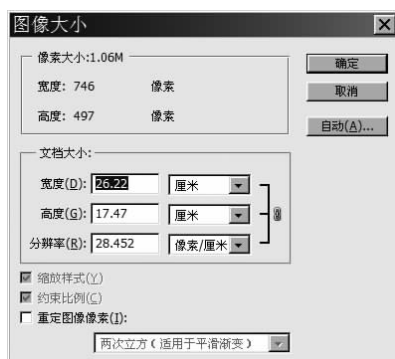 图像大小
像素大小:1.06M
宽度: 746 像素
高度: 497 像素
确定
取消
自动(A)...
文档大小:
宽度(D): 26.22 厘米
高度(G): 17.47 厘米
分辨率(R): 28.452 像素/厘米
缩放样式(Y)
约束比例(C)
重定图像像素(I):
两次立方(适用于平滑渐变)